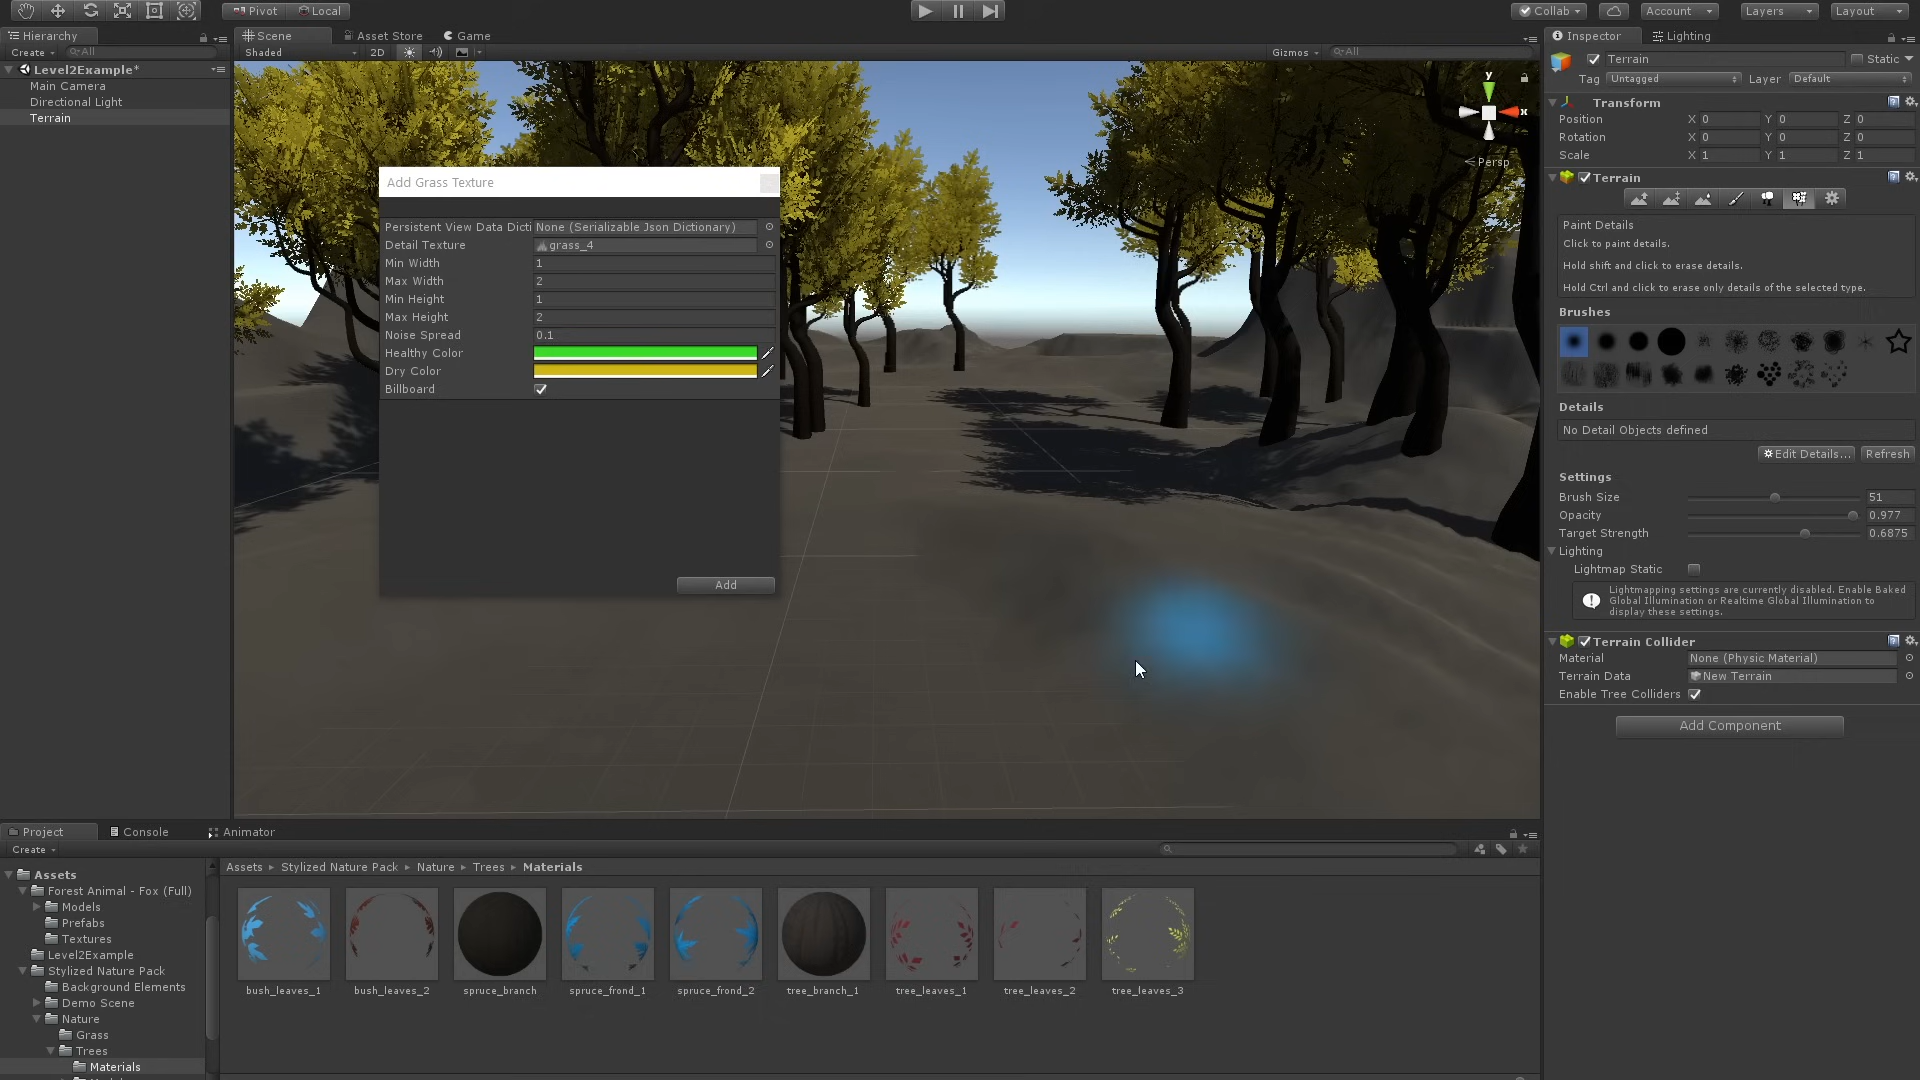 Pivot Local Collab Account Layers Layout
Hierarchy
Create All
Level2Example*
Main Camera
Directional Light
Terrain
Scene Asset Store Game
Shaded 2D Gizmos All
y
x
Persp
Add Grass Texture
Persistent View Data Dicti None (Serializable Json Dictionary)
Detail Texture grass_4
Min Width 1
Max Width 2
Min Height 1
Max Height 2
Noise Spread 0.1
Healthy Color
Dry Color
Billboard
Add
Inspector Lighting
Terrain Static
Tag Untagged Layer Default
Transform
Position X 0 Y 0 Z 0
Rotation X 0 Y 0 Z 0
Scale X 1 Y 1 Z 1
Terrain
Paint Details
Click to paint details.
Hold shift and click to erase details.
Hold Ctrl and click to erase only details of the selected type.
Brushes
Details
No Detail Objects defined
Edit Details... Refresh
Settings
Brush Size 51
Opacity 0.977
Target Strength 0.6875
Lighting
Lightmap Static
Lightmapping settings are currently disabled. Enable Baked
Global Illumination or Realtime Global Illumination to
display these settings.
Terrain Collider
Material None (Physic Material)
Terrain Data New Terrain
Enable Tree Colliders
Add Component
Project Console Animator
Create
Assets
Forest Animal - Fox (Full)
Models
Prefabs
Textures
Level2Example
Stylized Nature Pack
Background Elements
Demo Scene
Nature
Grass
Trees
Materials
Assets Stylized Nature Pack Nature Trees Materials
bush_leaves_1 bush_leaves_2 spruce_branch spruce_frond_1 spruce_frond_2 tree_branch_1 tree_leaves_1 tree_leaves_2 tree_leaves_3